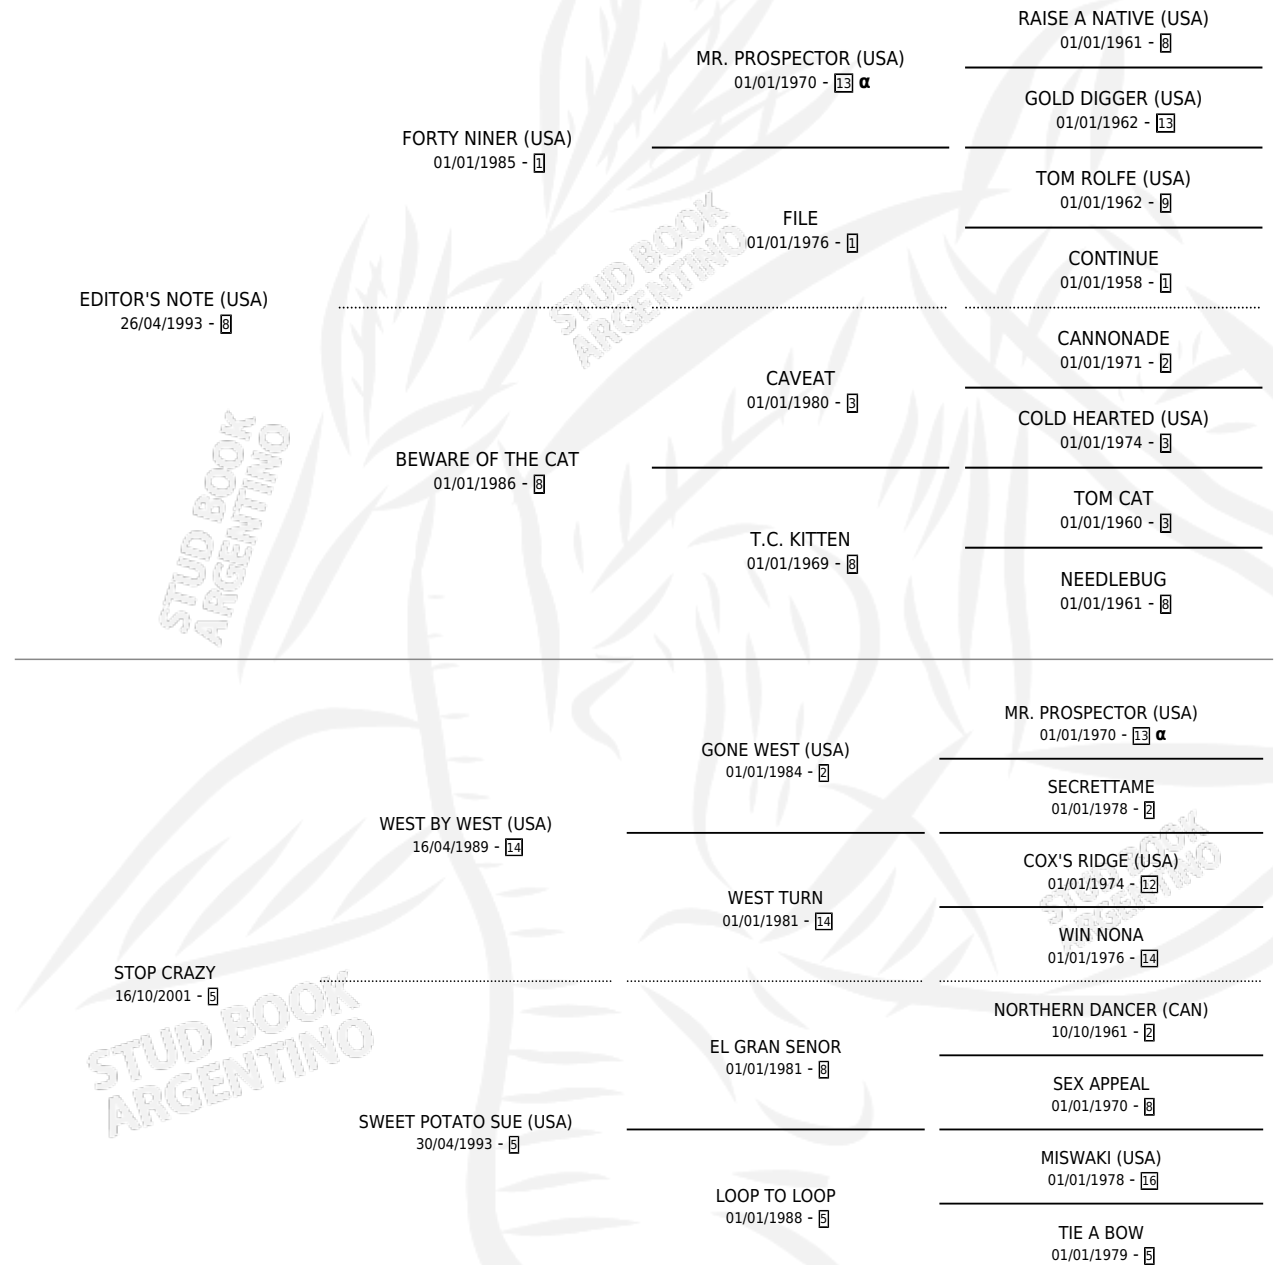 RAISE A NATIVE (USA)
01/01/1961 - 8
MR. PROSPECTOR (USA)
01/01/1970 - 13 α
GOLD DIGGER (USA)
01/01/1962 - 13
FORTY NINER (USA)
01/01/1985 - 1
TOM ROLFE (USA)
01/01/1962 - 9
FILE
01/01/1976 - 1
CONTINUE
01/01/1958 - 1
STUD BOOK
ARGENTINO
EDITOR'S NOTE (USA)
26/04/1993 - 8
CANNONADE
01/01/1971 - 2
CAVEAT
01/01/1980 - 3
COLD HEARTED (USA)
01/01/1974 - 3
BEWARE OF THE CAT
01/01/1986 - 8
TOM CAT
01/01/1960 - 3
T.C. KITTEN
01/01/1969 - 8
NEEDLEBUG
01/01/1961 - 8
STUD BOOK
ARGENTINO
MR. PROSPECTOR (USA)
01/01/1970 - 13 α
GONE WEST (USA)
01/01/1984 - 2
SECRETTAME
01/01/1978 - 2
WEST BY WEST (USA)
16/04/1989 - 14
COX'S RIDGE (USA)
01/01/1974 - 12
STUD BOOK
ARGENTINO
WEST TURN
01/01/1981 - 14
WIN NONA
01/01/1976 - 14
STOP CRAZY
16/10/2001 - 5
STUD BOOK
ARGENTINO
NORTHERN DANCER (CAN)
10/10/1961 - 2
EL GRAN SENOR
01/01/1981 - 8
SEX APPEAL
01/01/1970 - 8
SWEET POTATO SUE (USA)
30/04/1993 - 5
MISWAKI (USA)
01/01/1978 - 16
LOOP TO LOOP
01/01/1988 - 5
TIE A BOW
01/01/1979 - 5